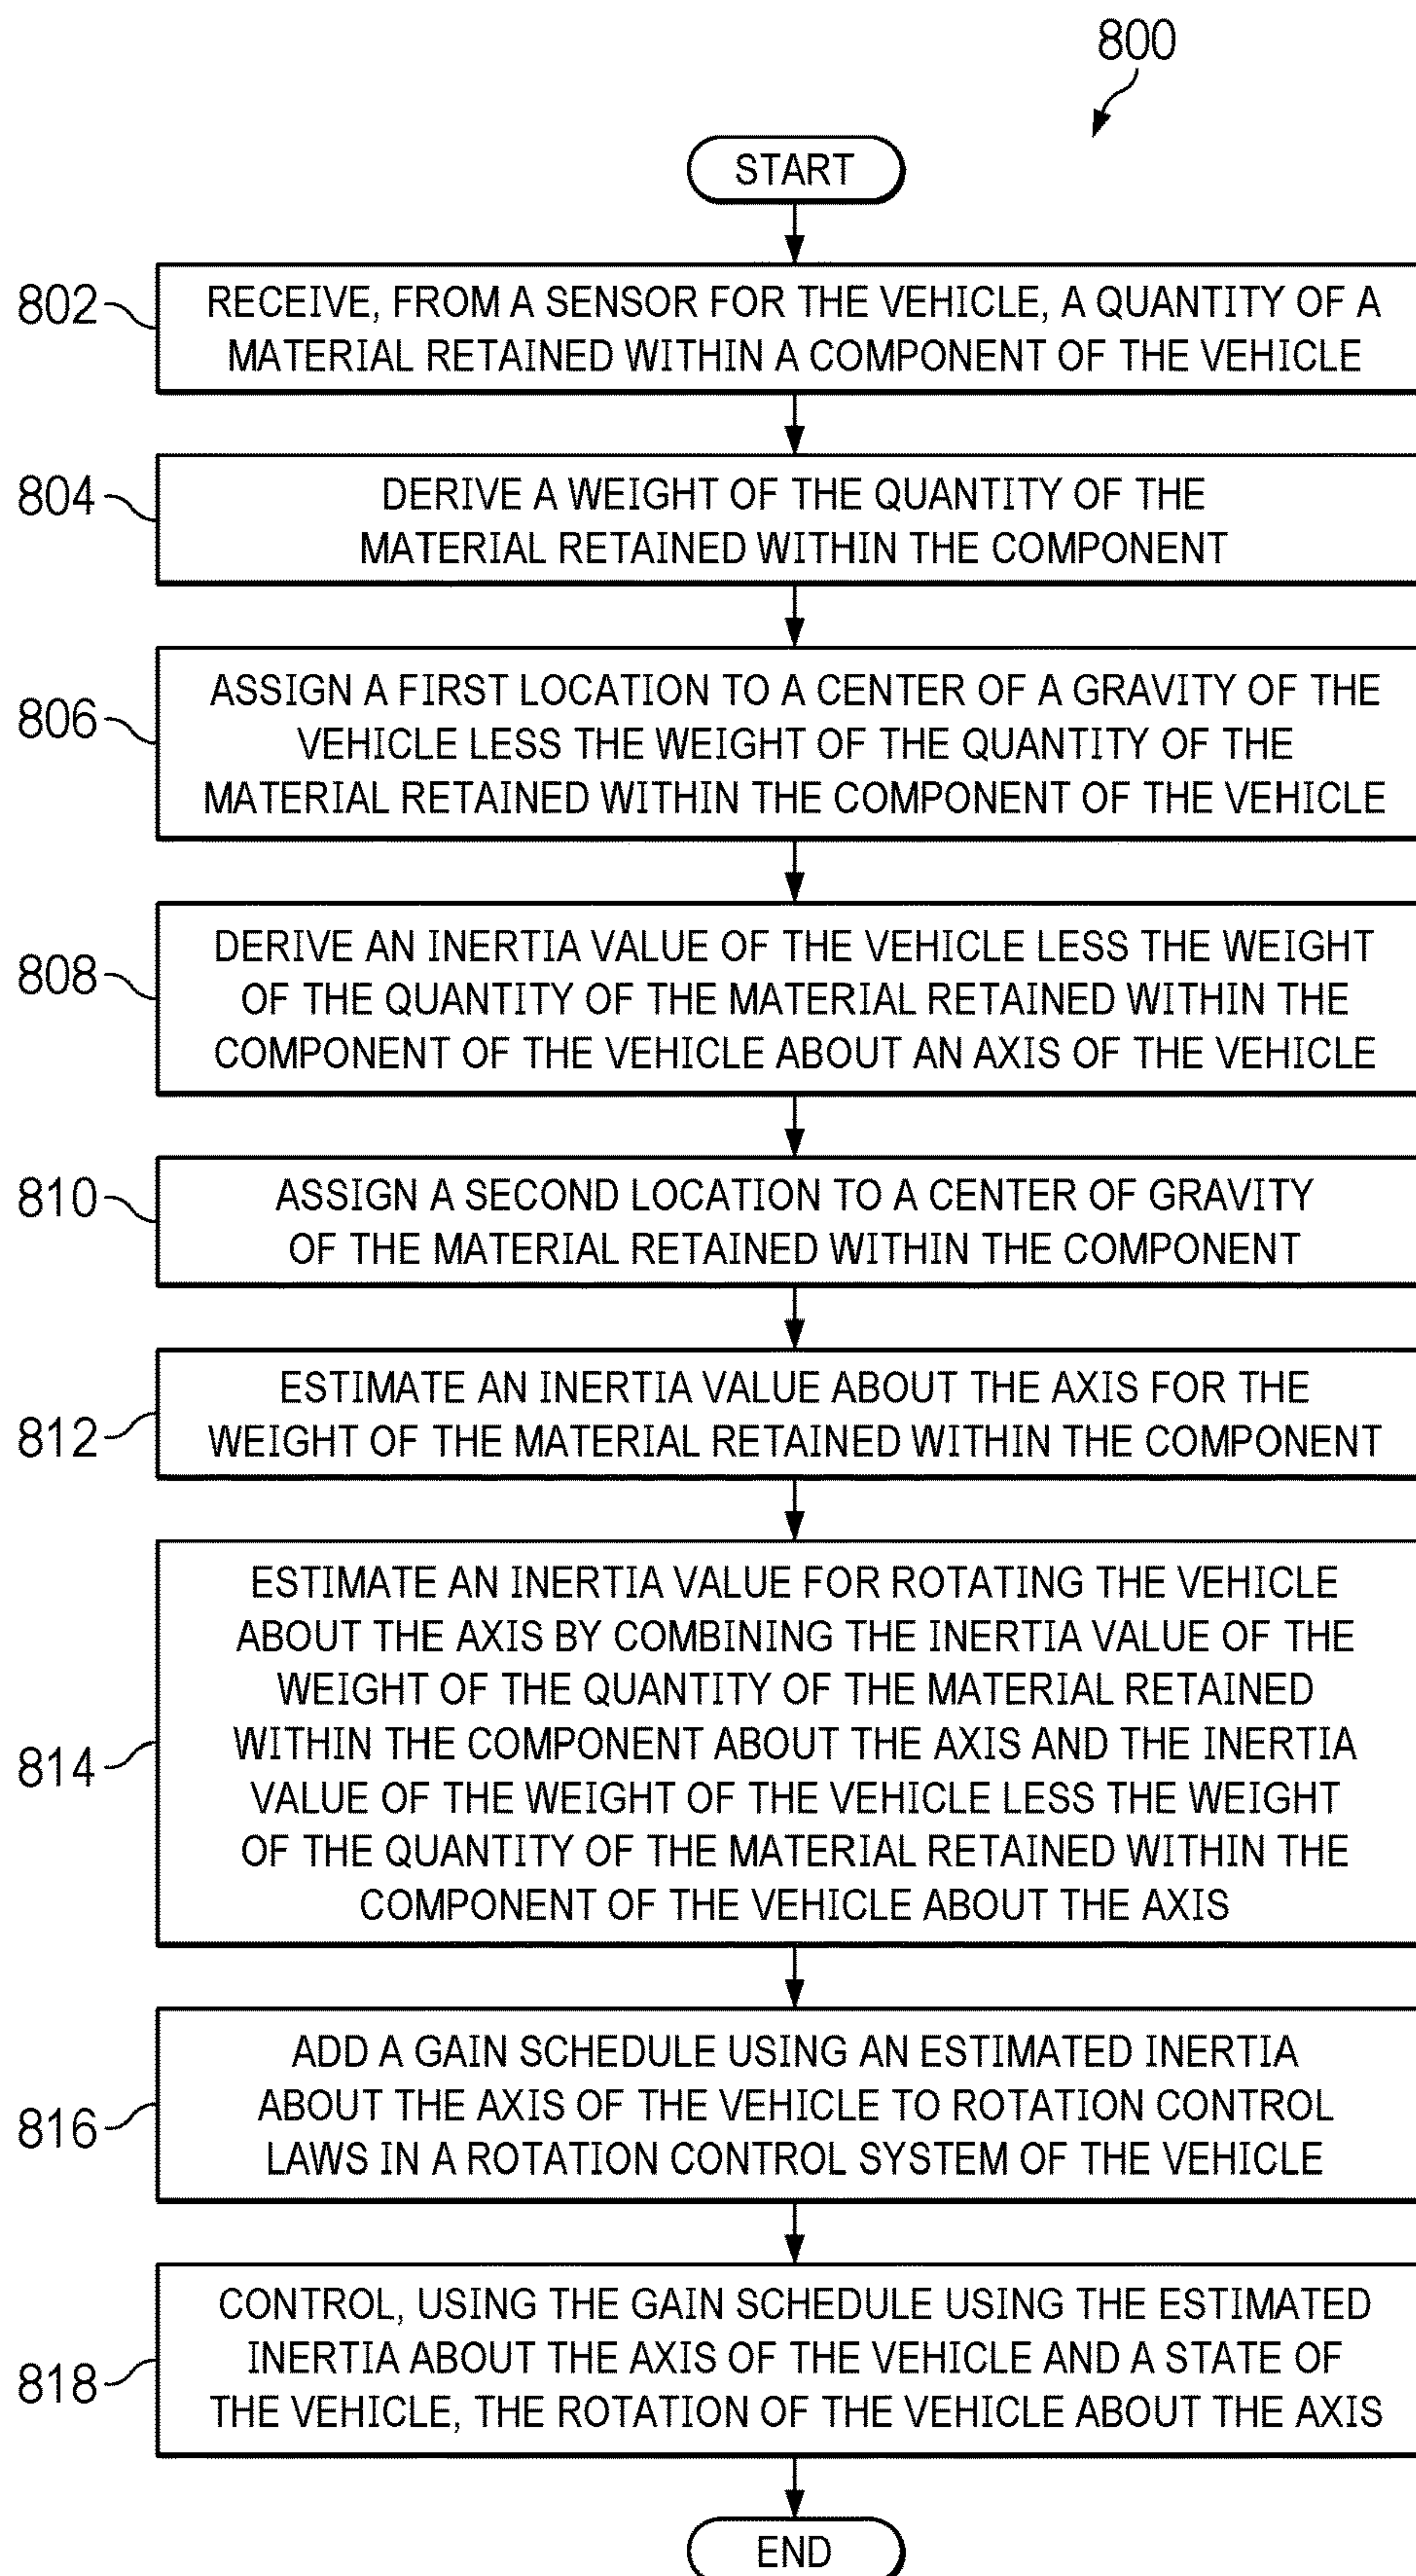 800
START
802
RECEIVE, FROM A SENSOR FOR THE VEHICLE, A QUANTITY OF A
MATERIAL RETAINED WITHIN A COMPONENT OF THE VEHICLE
804
DERIVE A WEIGHT OF THE QUANTITY OF THE
MATERIAL RETAINED WITHIN THE COMPONENT
806
ASSIGN A FIRST LOCATION TO A CENTER OF A GRAVITY OF THE
VEHICLE LESS THE WEIGHT OF THE QUANTITY OF THE
MATERIAL RETAINED WITHIN THE COMPONENT OF THE VEHICLE
808
DERIVE AN INERTIA VALUE OF THE VEHICLE LESS THE WEIGHT
OF THE QUANTITY OF THE MATERIAL RETAINED WITHIN THE
COMPONENT OF THE VEHICLE ABOUT AN AXIS OF THE VEHICLE
810
ASSIGN A SECOND LOCATION TO A CENTER OF GRAVITY
OF THE MATERIAL RETAINED WITHIN THE COMPONENT
812
ESTIMATE AN INERTIA VALUE ABOUT THE AXIS FOR THE
WEIGHT OF THE MATERIAL RETAINED WITHIN THE COMPONENT
814
ESTIMATE AN INERTIA VALUE FOR ROTATING THE VEHICLE
ABOUT THE AXIS BY COMBINING THE INERTIA VALUE OF THE
WEIGHT OF THE QUANTITY OF THE MATERIAL RETAINED
WITHIN THE COMPONENT ABOUT THE AXIS AND THE INERTIA
VALUE OF THE WEIGHT OF THE VEHICLE LESS THE WEIGHT
OF THE QUANTITY OF THE MATERIAL RETAINED WITHIN THE
COMPONENT OF THE VEHICLE ABOUT THE AXIS
816
ADD A GAIN SCHEDULE USING AN ESTIMATED INERTIA
ABOUT THE AXIS OF THE VEHICLE TO ROTATION CONTROL
LAWS IN A ROTATION CONTROL SYSTEM OF THE VEHICLE
818
CONTROL, USING THE GAIN SCHEDULE USING THE ESTIMATED
INERTIA ABOUT THE AXIS OF THE VEHICLE AND A STATE OF
THE VEHICLE, THE ROTATION OF THE VEHICLE ABOUT THE AXIS
END